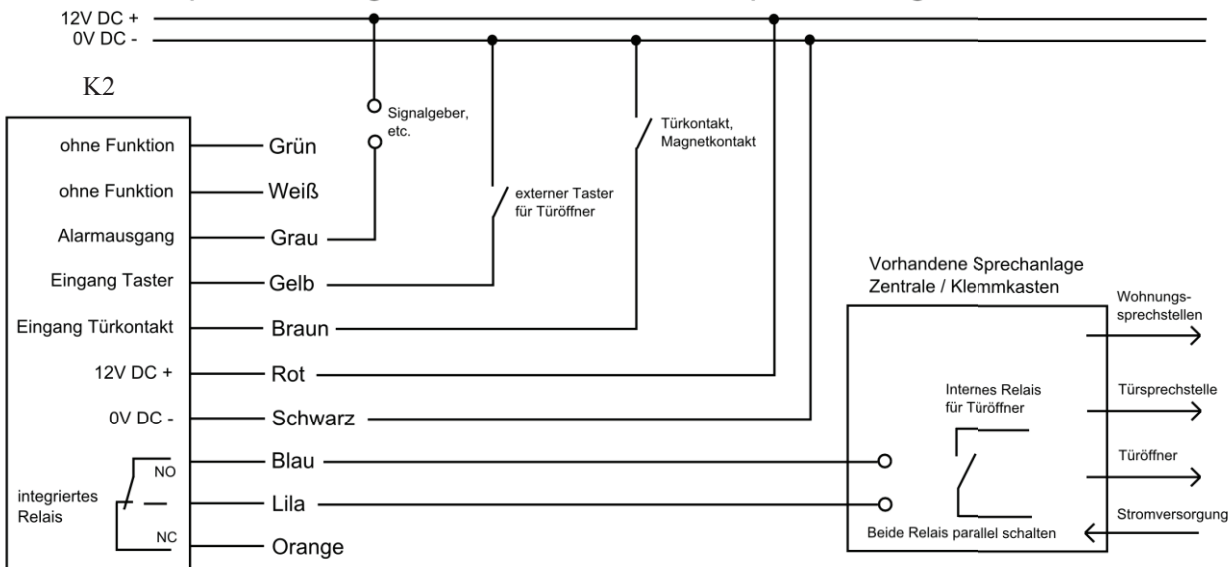 12V DC +
0V DC -
K2
Signalgeber,
etc.
Türkontakt,
Magnetkontakt
externer Taster
für Türöffner
ohne Funktion
Grün
ohne Funktion
Weiß
Alarmausgang
Grau
Eingang Taster
Gelb
Eingang Türkontakt
Braun
12V DC +
Rot
0V DC -
Schwarz
NO
Blau
integriertes
Relais
Lila
NC
Orange
Vorhandene Sprechanlage
Zentrale / Klemmkasten
Internes Relais
für Türöffner
Beide Relais parallel schalten
Wohnungs-
sprechstellen
Türsprechstelle
Türöffner
Stromversorgung